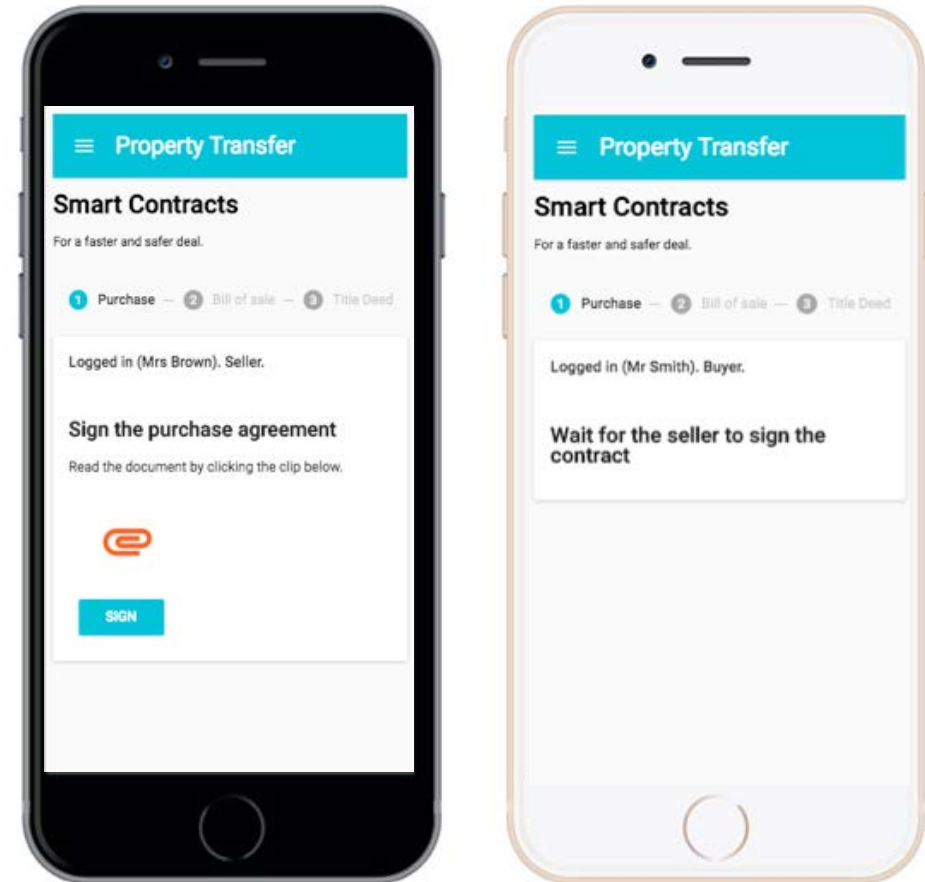 Property Transfer
Smart Contracts
For a faster and safer deal.
1 Purchase – 2 Bill of sale – 3 Title Deed
Logged in (Mrs Brown). Seller.
Sign the purchase agreement
Read the document by clicking the clip below.
SIGN
Property Transfer
Smart Contracts
For a faster and safer deal.
1 Purchase – 2 Bill of sale – 3 Title Deed
Logged in (Mr Smith). Buyer.
Wait for the seller to sign the
contract